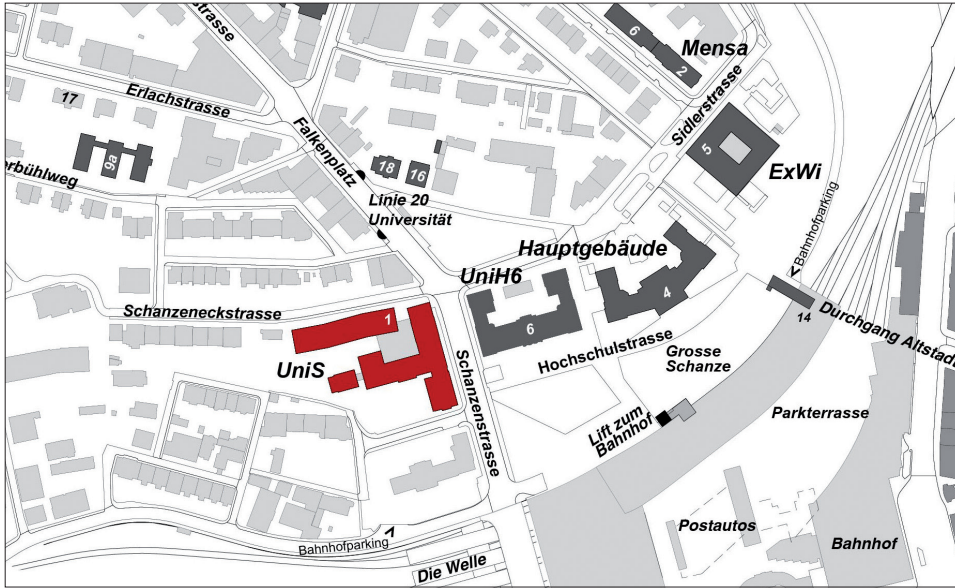 strasse
6
Mensa
2
17
Erlachstrasse
Sidlerstrasse
Falkenplatz
9a
18
16
5
ExWi
Linie 20
Universität
Hauptgebäude
Bahnhofparking
UniH6
4
Schanzeneckstrasse
1
6
14
Durchgang Altstadt
Hochschulstrasse
Grosse
Schanze
UniS
Schanzenstrasse
Lift zum
Bahnhof
Parkterrasse
Postautos
Bahnhofparking
Bahnhof
Die Welle